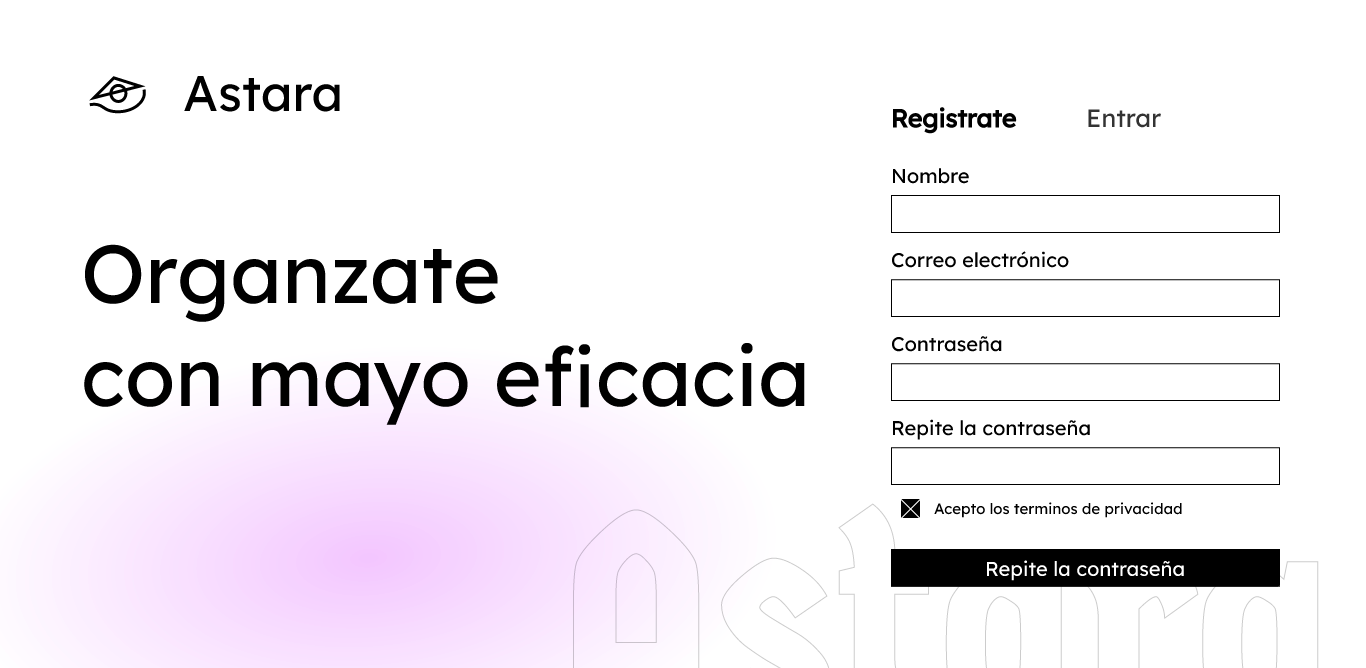 Astara
Organzate
con mayo eficacia
Registrate
Entrar
Nombre
Correo electrónico
Contraseña
Repite la contraseña
Acepto los terminos de privacidad
Repite la contraseña
Astara